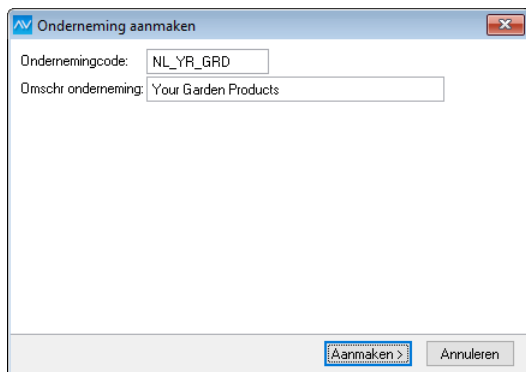 Onderneming aanmaken
Ondernemingcode: NL_YR_GRD
Omschr onderneming: Your Garden Products
Aanmaken > Annuleren